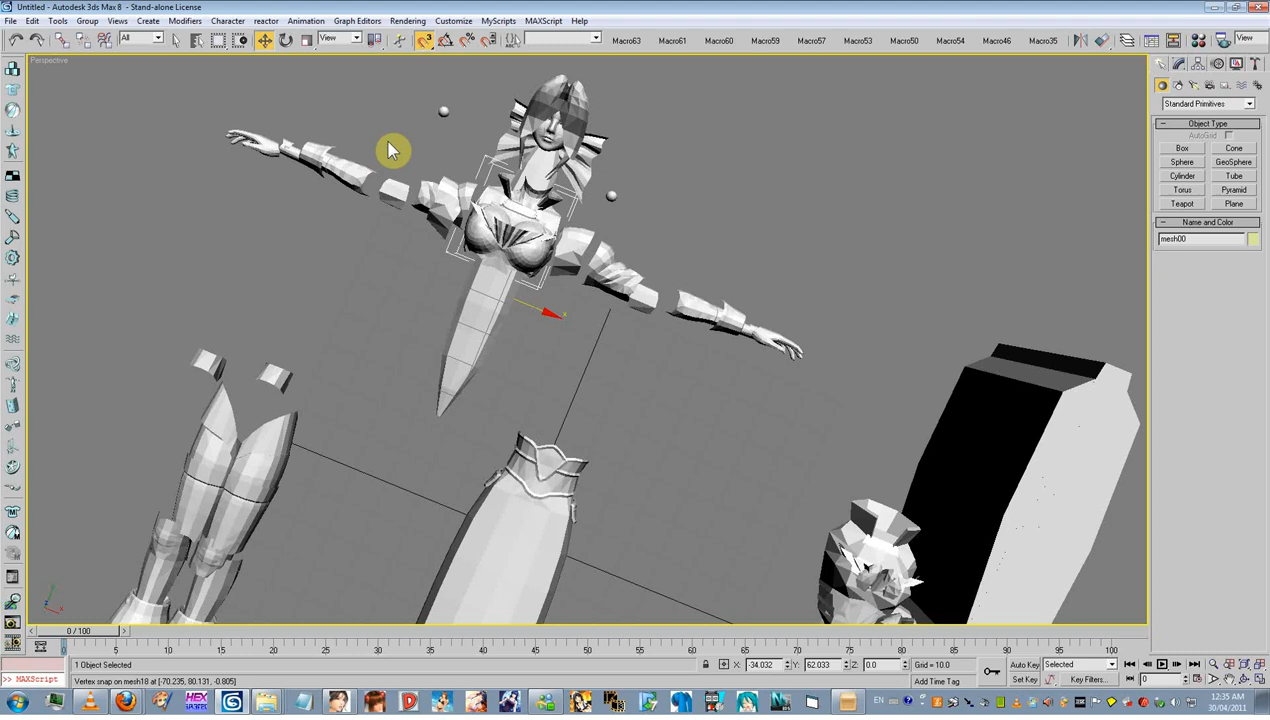 Untitled - Autodesk 3ds Max 8 - Stand-alone License
File Edit Tools Group Views Create Modifiers Character reactor Animation Graph Editors Rendering Customize MyScripts MAXScript Help
All View Macro63 Macro61 Macro60 Macro59 Macro57 Macro53 Macro50 Macro54 Macro46 Macro35 View
Perspective
Standard Primitives
Object Type
AutoGrid
Box Cone
Sphere GeoSphere
Cylinder Tube
Torus Pyramid
Teapot Plane
Name and Color
mesh00
0 / 100
0 5 10 15 20 25 30 35 40 45 50 55 60 65 70 75 80 85 90 95 100
1 Object Selected X: -34.032 Y: 62.033 Z: 0.0 Grid = 10.0 Auto Key Selected
>> MAXScript Vertex snap on mesh18 at [-70.235, 80.131, -0.805] Add Time Tag Set Key Key Filters... 0
EN
12:35 AM
30/04/2011